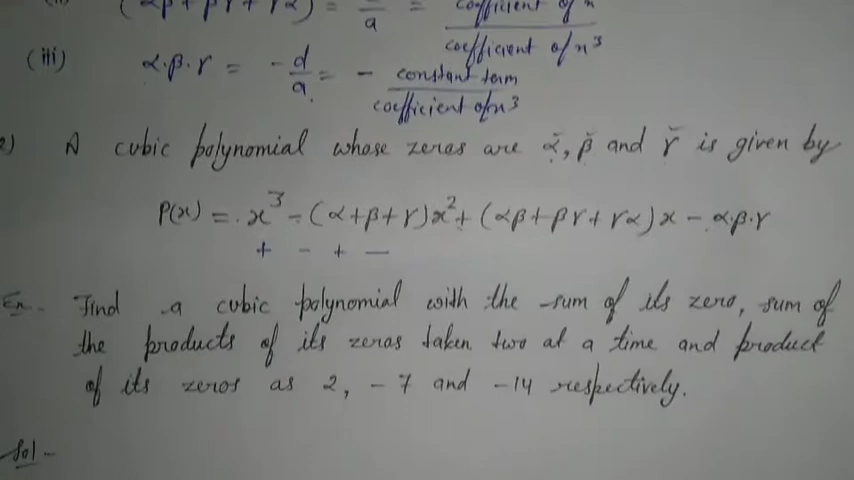 (αβ + βγ + γα) = — = coefficient of x
a coefficient of x³
(iii) α.β.γ = - d/a = - constant term
coefficient of x³
2) A cubic polynomial whose zeros are α, β and γ is given by
P(x) = x³ - (α+β+γ)x² + (αβ+βγ+γα)x - α.β.γ
+ - + -
Ex. Find a cubic polynomial with the sum of its zero, sum of
the products of its zeros taken two at a time and product
of its zeros as 2, -7 and -14 respectively.
Sol-